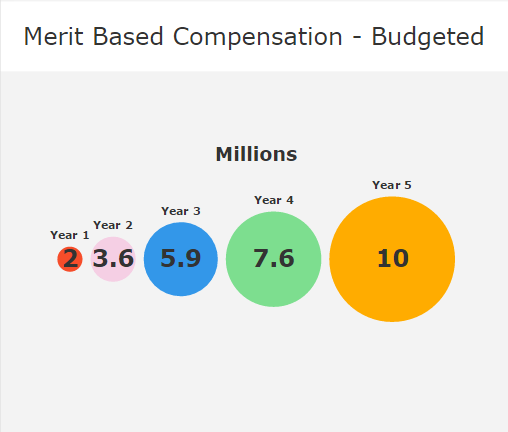 Merit Based Compensation - Budgeted
Millions
Year 1
Year 2
Year 3
Year 4
Year 5
2
3.6
5.9
7.6
10